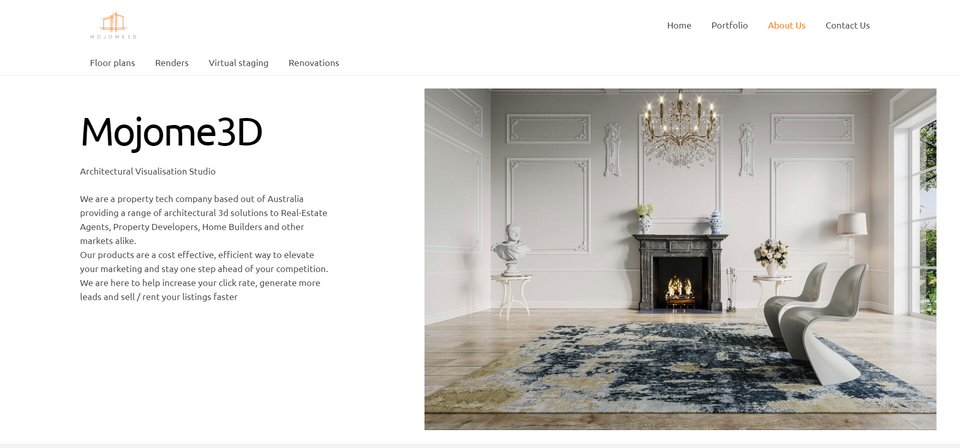 MOJOME3D
Home Portfolio About Us Contact Us
Floor plans Renders Virtual staging Renovations
Mojome3D
Architectural Visualisation Studio
We are a property tech company based out of Australia
providing a range of architectural 3d solutions to Real-Estate
Agents, Property Developers, Home Builders and other
markets alike.
Our products are a cost effective, efficient way to elevate
your marketing and stay one step ahead of your competition.
We are here to help increase your click rate, generate more
leads and sell / rent your listings faster